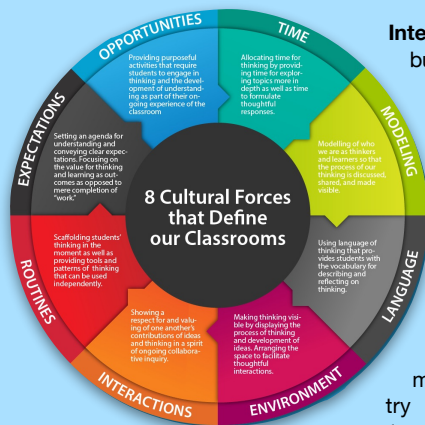 OPPORTUNITIES
Providing purposeful
activities that require
students to engage in
thinking and the devel-
opment of understand-
ing as part of their on-
going experience of the
classroom
TIME
Allocating time for
thinking by provid-
ing time for explor-
ing topics more in
depth as well as time
to formulate
thoughtful
responses.
MODELING
Modelling of who
we are as thinkers
and learners so that
the process of our
thinking is discussed,
shared, and made
visible.
LANGUAGE
Using language of
thinking that pro-
vides students with
the vocabulary for
describing and
reflecting on
thinking.
ENVIRONMENT
Making thinking visi-
ble by displaying the
process of thinking
and development of
ideas. Arranging the
space to facilitate
thoughtful
interactions.
INTERACTIONS
Showing a
respect for and valu-
ing of one another's
contributions of ideas
and thinking in a spirit
of ongoing collabora-
tive inquiry.
ROUTINES
Scaffolding students'
thinking in the
moment as well as
providing tools and
patterns of thinking
that can be used
independently.
EXPECTATIONS
Setting an agenda for
understanding and
conveying clear expec-
tations. Focusing on
the value for thinking
and learning as out-
comes as opposed to
mere completion of
"work."
8 Cultural Forces
that Define
our Classrooms
Inte
bu
m
try